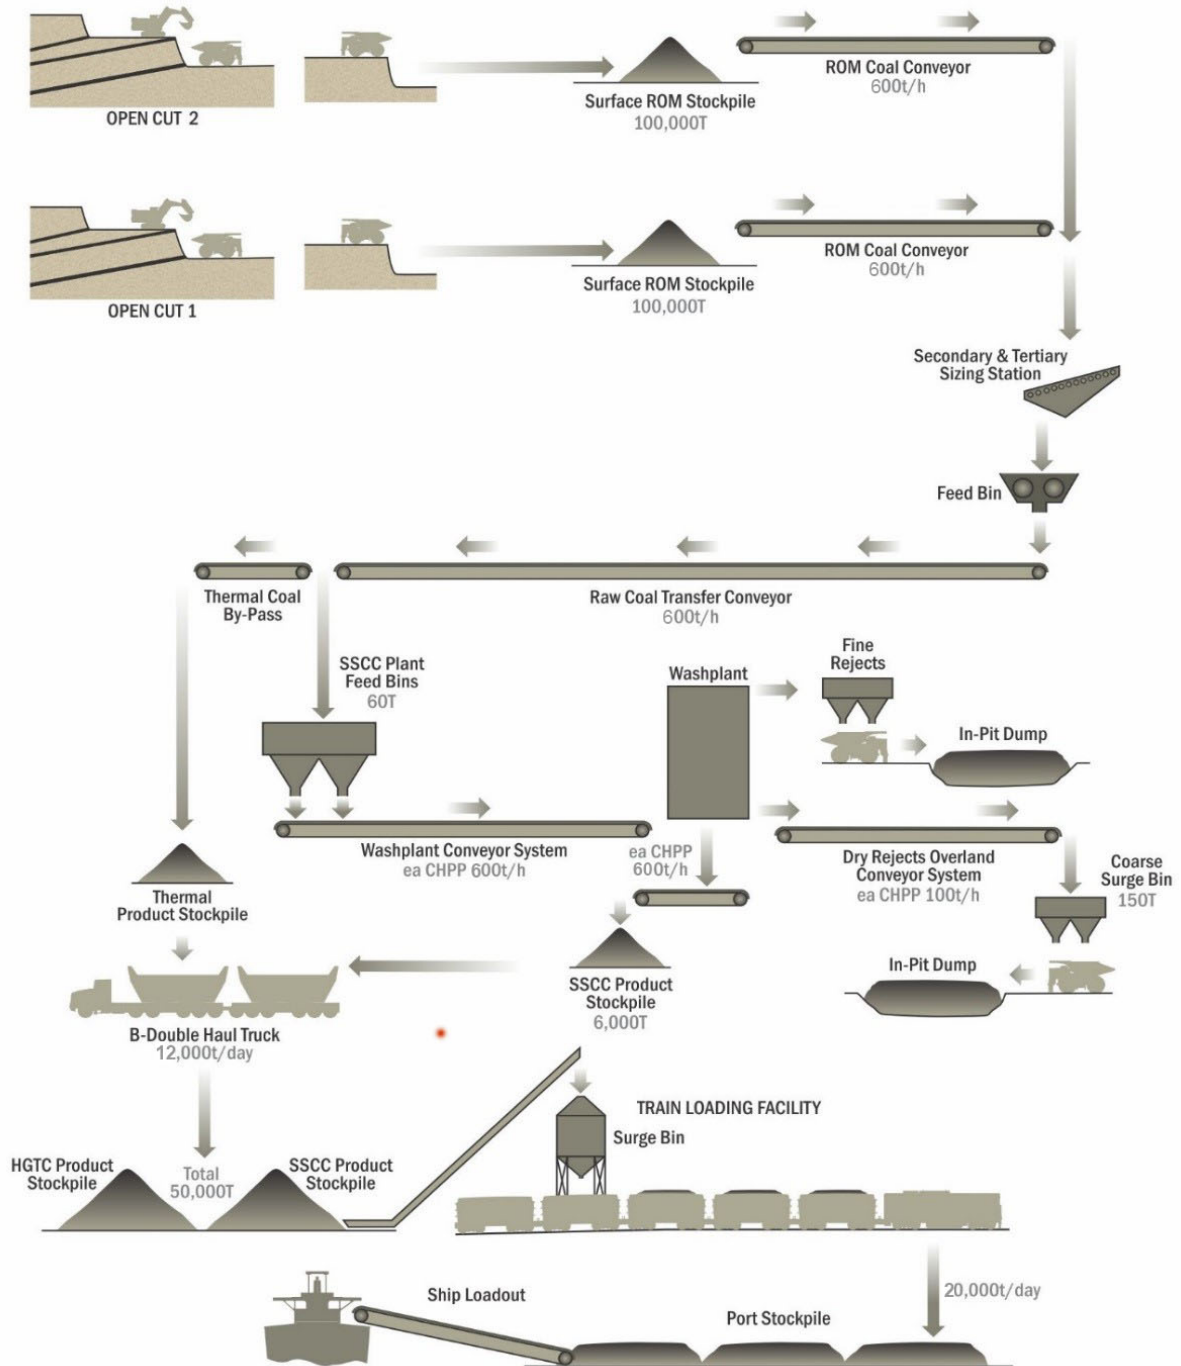 OPEN CUT 2
Surface ROM Stockpile
100,000T
ROM Coal Conveyor
600t/h
OPEN CUT 1
Surface ROM Stockpile
100,000T
ROM Coal Conveyor
600t/h
Secondary & Tertiary
Sizing Station
Feed Bin
Thermal Coal
By-Pass
Raw Coal Transfer Conveyor
600t/h
SSCC Plant
Feed Bins
60T
Washplant
Fine
Rejects
In-Pit Dump
Washplant Conveyor System
ea CHPP 600t/h
ea CHPP
600t/h
Dry Rejects Overland
Conveyor System
ea CHPP 100t/h
Coarse
Surge Bin
150T
Thermal
Product Stockpile
SSCC Product
Stockpile
6,000T
In-Pit Dump
B-Double Haul Truck
12,000t/day
TRAIN LOADING FACILITY
Surge Bin
HGTC Product
Stockpile
Total
50,000T
SSCC Product
Stockpile
20,000t/day
Ship Loadout
Port Stockpile